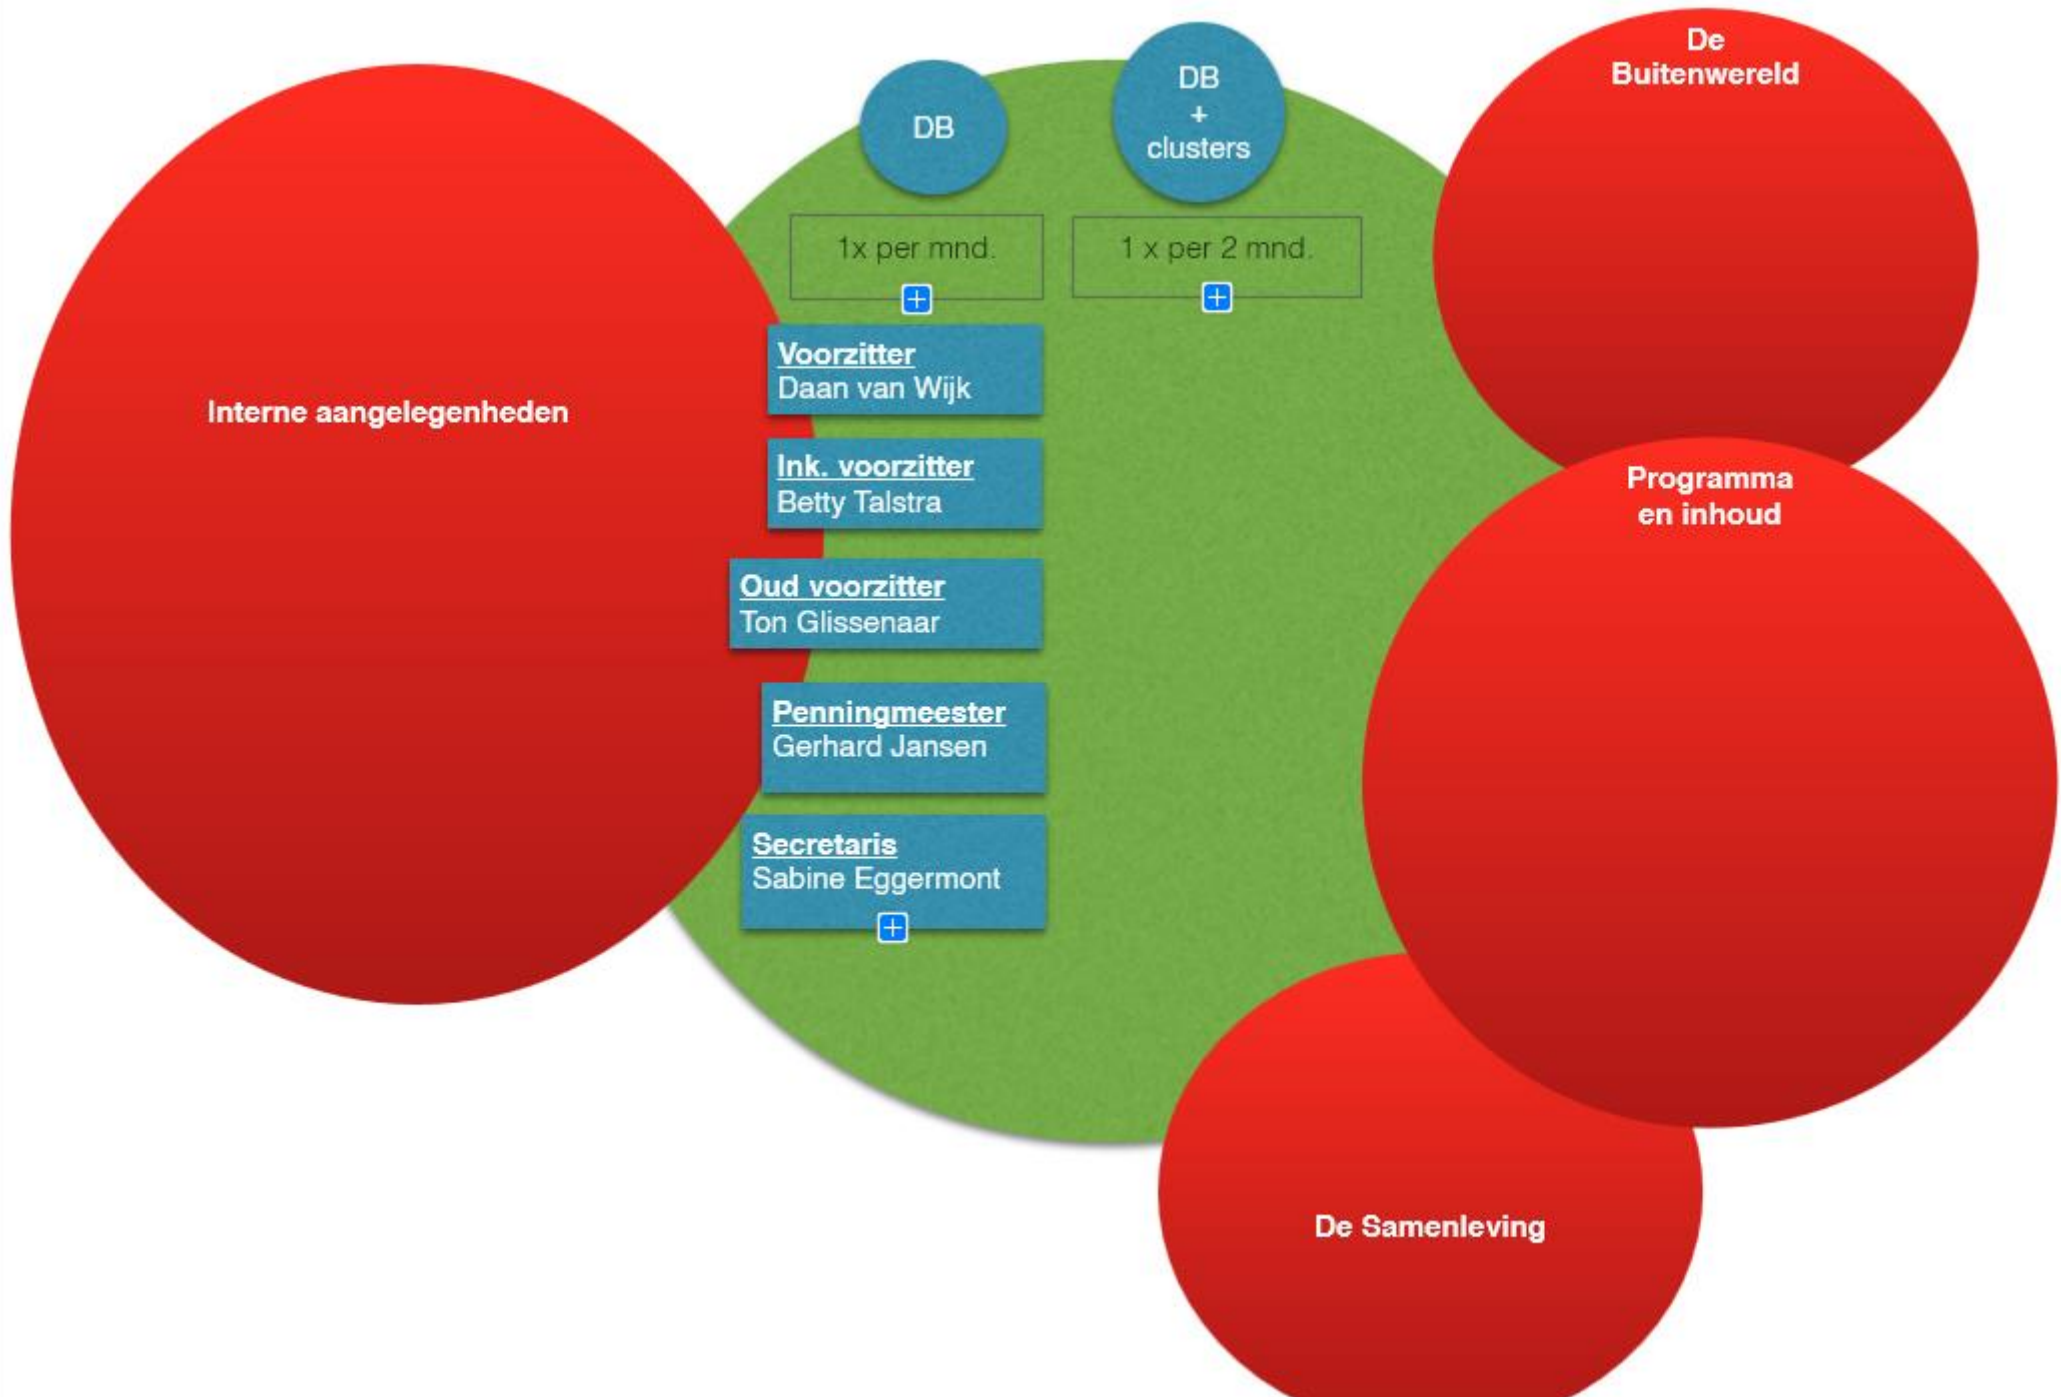 De
Buitenwereld
DB
DB
+
clusters
1x per mnd.
1 x per 2 mnd.
Voorzitter
Daan van Wijk
Interne aangelegenheden
Ink. voorzitter
Betty Talstra
Programma
en inhoud
Oud voorzitter
Ton Glissenaar
Penningmeester
Gerhard Jansen
Secretaris
Sabine Eggermont
De Samenleving